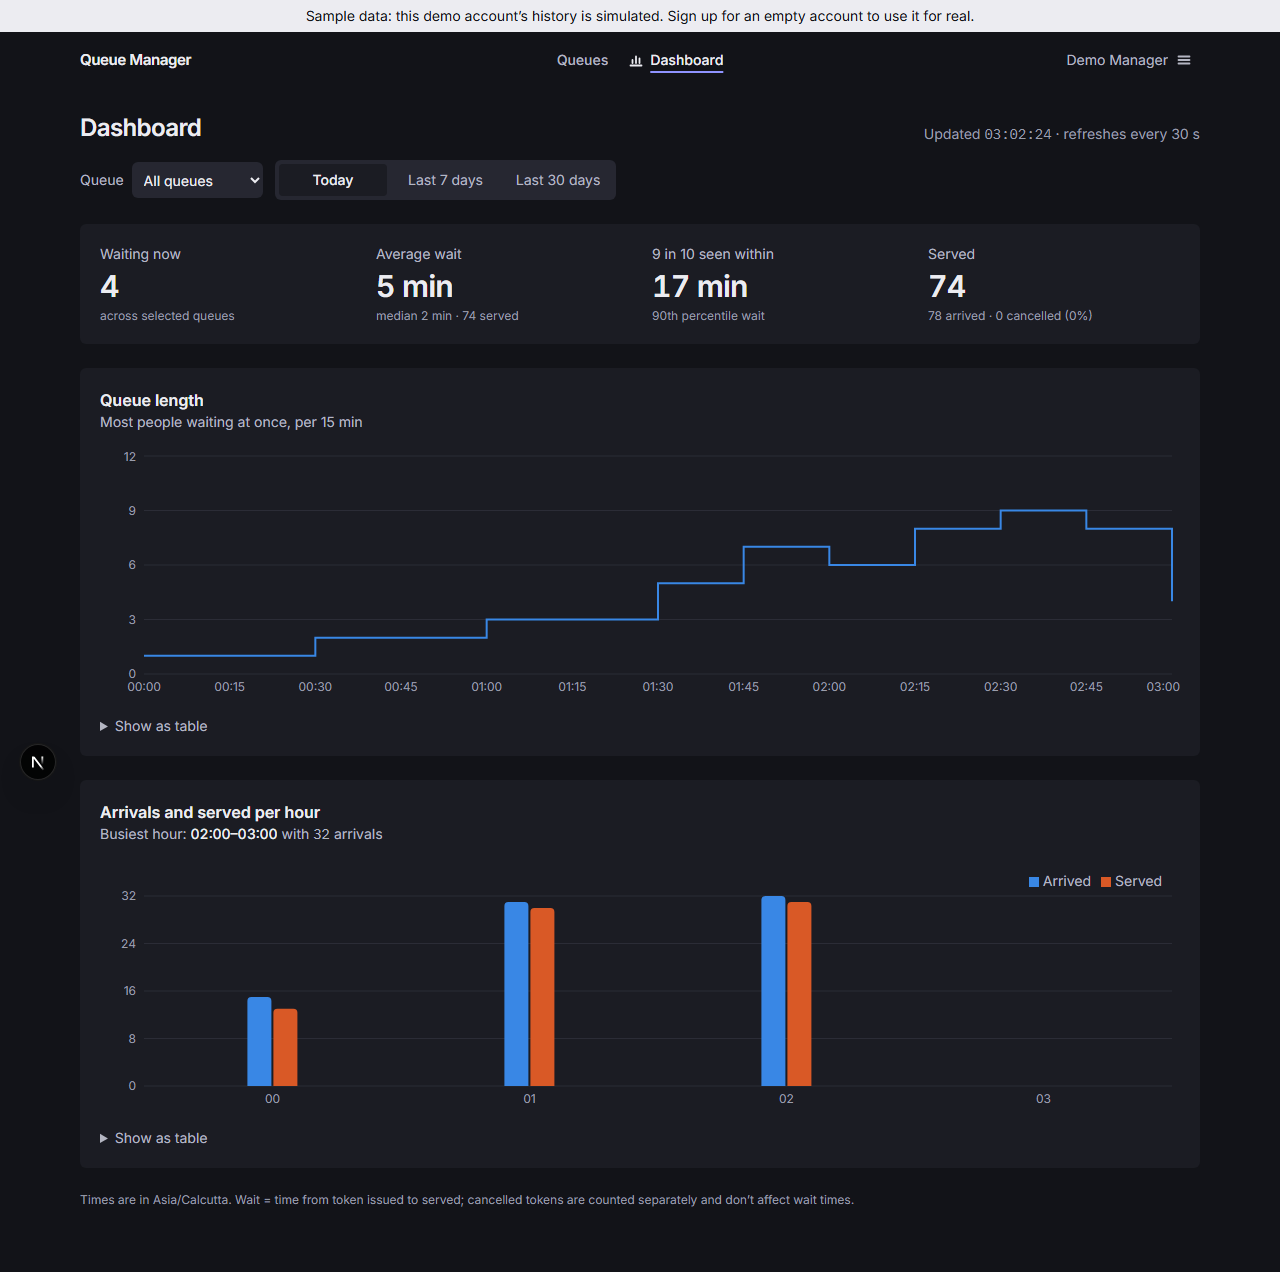 Sample data: this demo account’s history is simulated. Sign up for an empty account to use it for real.
Queue Manager
Queues
Dashboard
Demo Manager
Dashboard
Updated 03:02:24 · refreshes every 30 s
Queue
All queues
Today
Last 7 days
Last 30 days
Waiting now
4
across selected queues
Average wait
5 min
median 2 min · 74 served
9 in 10 seen within
17 min
90th percentile wait
Served
74
78 arrived · 0 cancelled (0%)
Queue length
Most people waiting at once, per 15 min
12
9
6
3
0
00:00 00:15 00:30 00:45 01:00 01:15 01:30 01:45 02:00 02:15 02:30 02:45 03:00
Show as table
N
Arrivals and served per hour
Busiest hour: 02:00–03:00 with 32 arrivals
Arrived Served
32
24
16
8
0
00 01 02 03
Show as table
Times are in Asia/Calcutta. Wait = time from token issued to served; cancelled tokens are counted separately and don’t affect wait times.